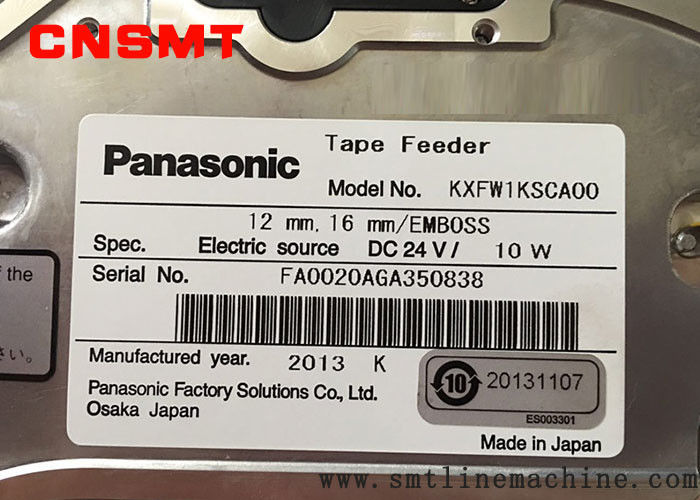 CNSMT
Panasonic
Tape Feeder
Model No. KXFW1KSCA00
12 mm, 16 mm/EMBOSS
Spec. Electric source DC 24 V / 10 W
Serial No. FA0020AGA350838
Manufactured year. 2013 K
10 20131107
Panasonic Factory Solutions Co., Ltd.
Osaka Japan
ES003301
Made in Japan
the
さい。
www.smtlinemachine.com